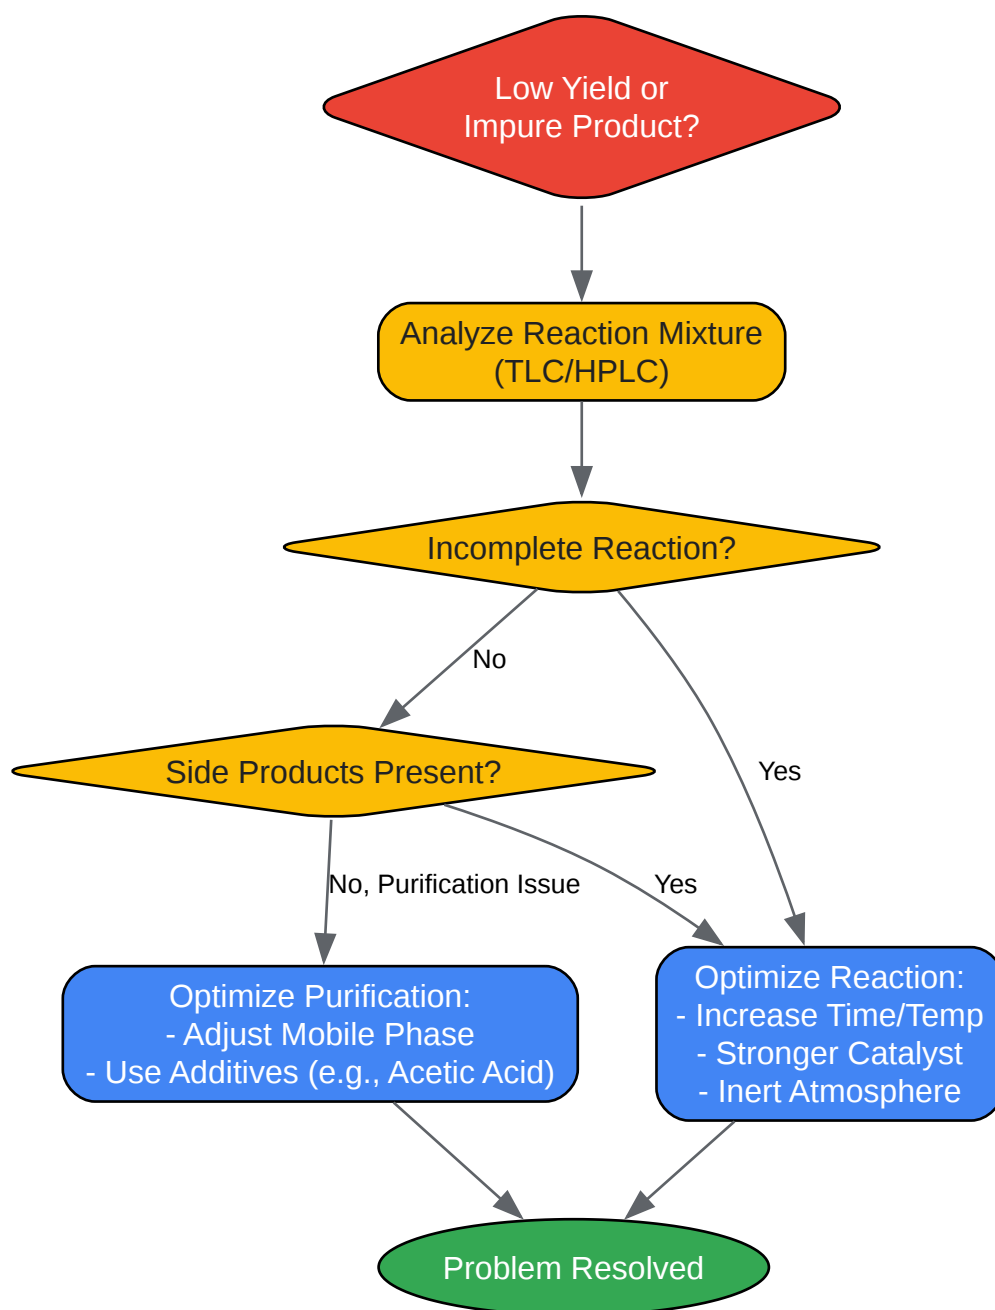 Low Yield or
Impure Product?
Analyze Reaction Mixture
(TLC/HPLC)
Incomplete Reaction?
No
Side Products Present?
Yes
No, Purification Issue
Yes
Optimize Purification:
- Adjust Mobile Phase
- Use Additives (e.g., Acetic Acid)
Optimize Reaction:
- Increase Time/Temp
- Stronger Catalyst
- Inert Atmosphere
Problem Resolved